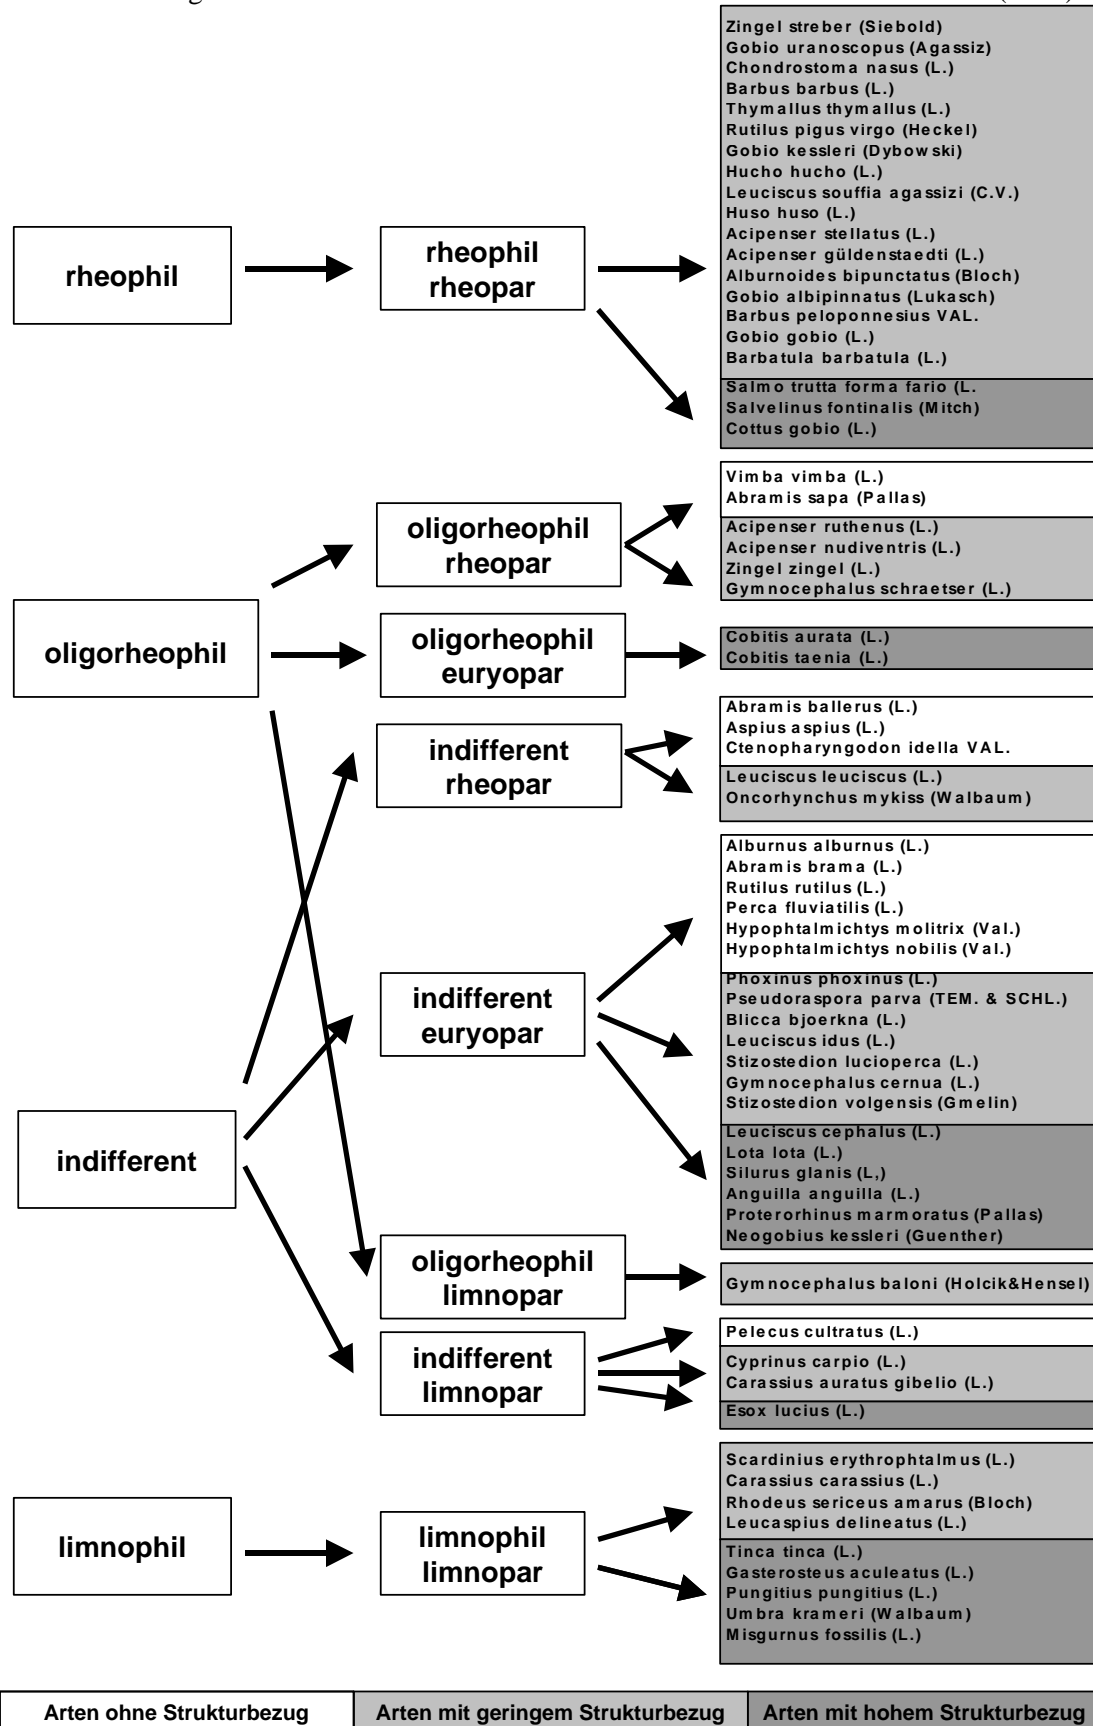 Zingel streber (Siebold)
Gobio uranoscopus (Agassiz)
Chondrostoma nasus (L.)
Barbus barbus (L.)
Thymallus thymallus (L.)
Rutilus pigus virgo (Heckel)
Gobio kessleri (Dybowski)
Hucho hucho (L.)
Leuciscus souffia agassizi (C.V.)
Huso huso (L.)
Acipenser stellatus (L.)
Acipenser güldenstaedti (L.)
Alburnoides bipunctatus (Bloch)
Gobio albipinnatus (Lukasch)
Barbus peloponnesius VAL.
Gobio gobio (L.)
Barbatula barbatula (L.)
rheophil
rheophil
rheopar
Salmo trutta forma fario (L.
Salvelinus fontinalis (Mitch)
Cottus gobio (L.)
Vimba vimba (L.)
Abramis sapa (Pallas)
oligorheophil
rheopar
Acipenser ruthenus (L.)
Acipenser nudiventris (L.)
Zingel zingel (L.)
Gymnocephalus schraetser (L.)
oligorheophil
oligorheophil
euryopar
Cobitis aurata (L.)
Cobitis taenia (L.)
Abramis ballerus (L.)
Aspius aspius (L.)
Ctenopharyngodon idella VAL.
indifferent
rheopar
Leuciscus leuciscus (L.)
Oncorhynchus mykiss (Walbaum)
Alburnus alburnus (L.)
Abramis brama (L.)
Rutilus rutilus (L.)
Perca fluviatilis (L.)
Hypophtalmichtys molitrix (Val.)
Hypophtalmichtys nobilis (Val.)
indifferent
euryopar
Phoxinus phoxinus (L.)
Pseudoraspora parva (TEM. & SCHL.)
Blicca bjoerkna (L.)
Leuciscus idus (L.)
Stizostedion lucioperca (L.)
Gymnocephalus cernua (L.)
Stizostedion volgensis (Gmelin)
indifferent
Leuciscus cephalus (L.)
Lota lota (L.)
Silurus glanis (L,)
Anguilla anguilla (L.)
Proterorhinus marmoratus (Pallas)
Neogobius kessleri (Guenther)
oligorheophil
limnopar
Gymnocephalus baloni (Holcik&Hensel)
indifferent
limnopar
Pelecus cultratus (L.)
Cyprinus carpio (L.)
Carassius auratus gibelio (L.)
Esox lucius (L.)
limnophil
limnophil
limnopar
Scardinius erythrophtalmus (L.)
Carassius carassius (L.)
Rhodeus sericeus amarus (Bloch)
Leucaspius delineatus (L.)
Tinca tinca (L.)
Gasterosteus aculeatus (L.)
Pungitius pungitius (L.)
Umbra krameri (Walbaum)
Misgurnus fossilis (L.)
Arten ohne Strukturbezug
Arten mit geringem Strukturbezug
Arten mit hohem Strukturbezug